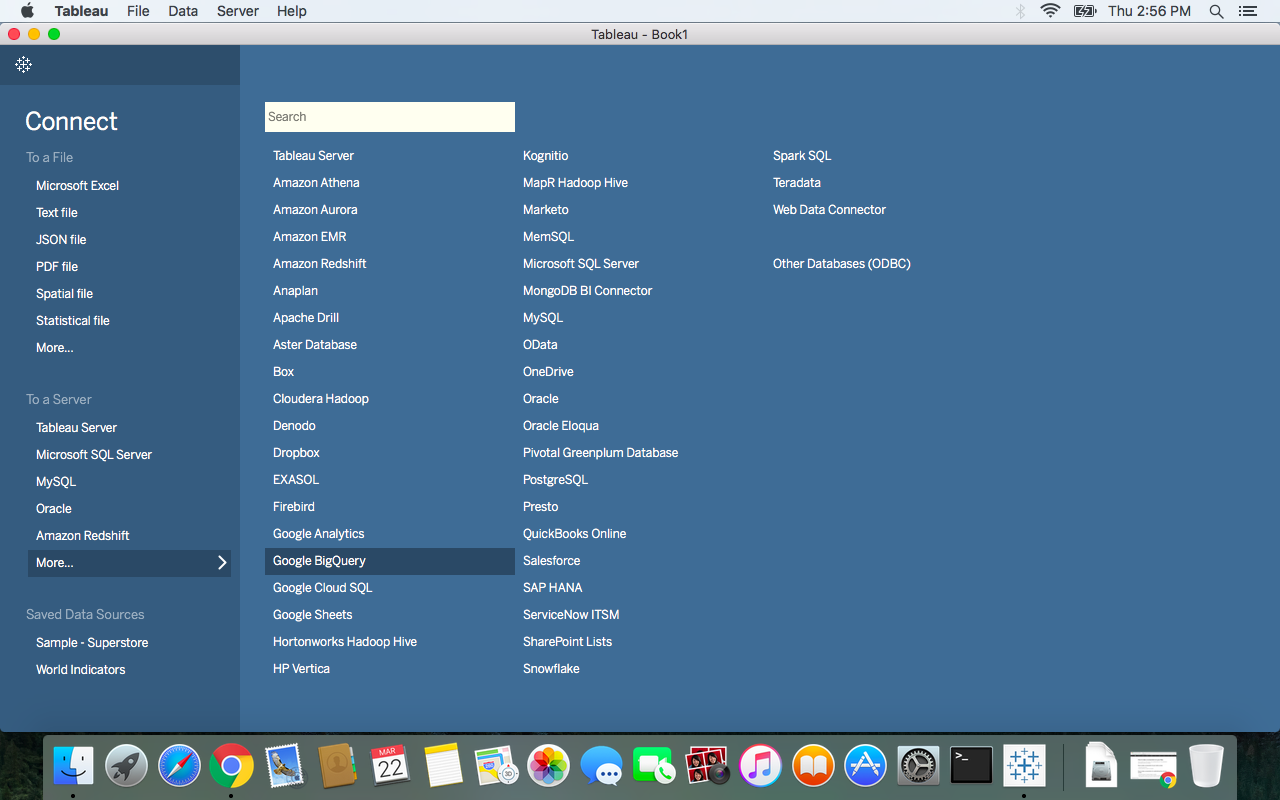 Tableau File Data Server Help
Thu 2:56 PM
Tableau - Book1
Connect
To a File
Microsoft Excel
Text file
JSON file
PDF file
Spatial file
Statistical file
More...
To a Server
Tableau Server
Microsoft SQL Server
MySQL
Oracle
Amazon Redshift
More...
Saved Data Sources
Sample - Superstore
World Indicators
Search
Tableau Server
Amazon Athena
Amazon Aurora
Amazon EMR
Amazon Redshift
Anaplan
Apache Drill
Aster Database
Box
Cloudera Hadoop
Denodo
Dropbox
EXASOL
Firebird
Google Analytics
Google BigQuery
Google Cloud SQL
Google Sheets
Hortonworks Hadoop Hive
HP Vertica
Kognitio
MapR Hadoop Hive
Marketo
MemSQL
Microsoft SQL Server
MongoDB BI Connector
MySQL
OData
OneDrive
Oracle
Oracle Eloqua
Pivotal Greenplum Database
PostgreSQL
Presto
QuickBooks Online
Salesforce
SAP HANA
ServiceNow ITSM
SharePoint Lists
Snowflake
Spark SQL
Teradata
Web Data Connector
Other Databases (ODBC)
MAR
22
3D
>_